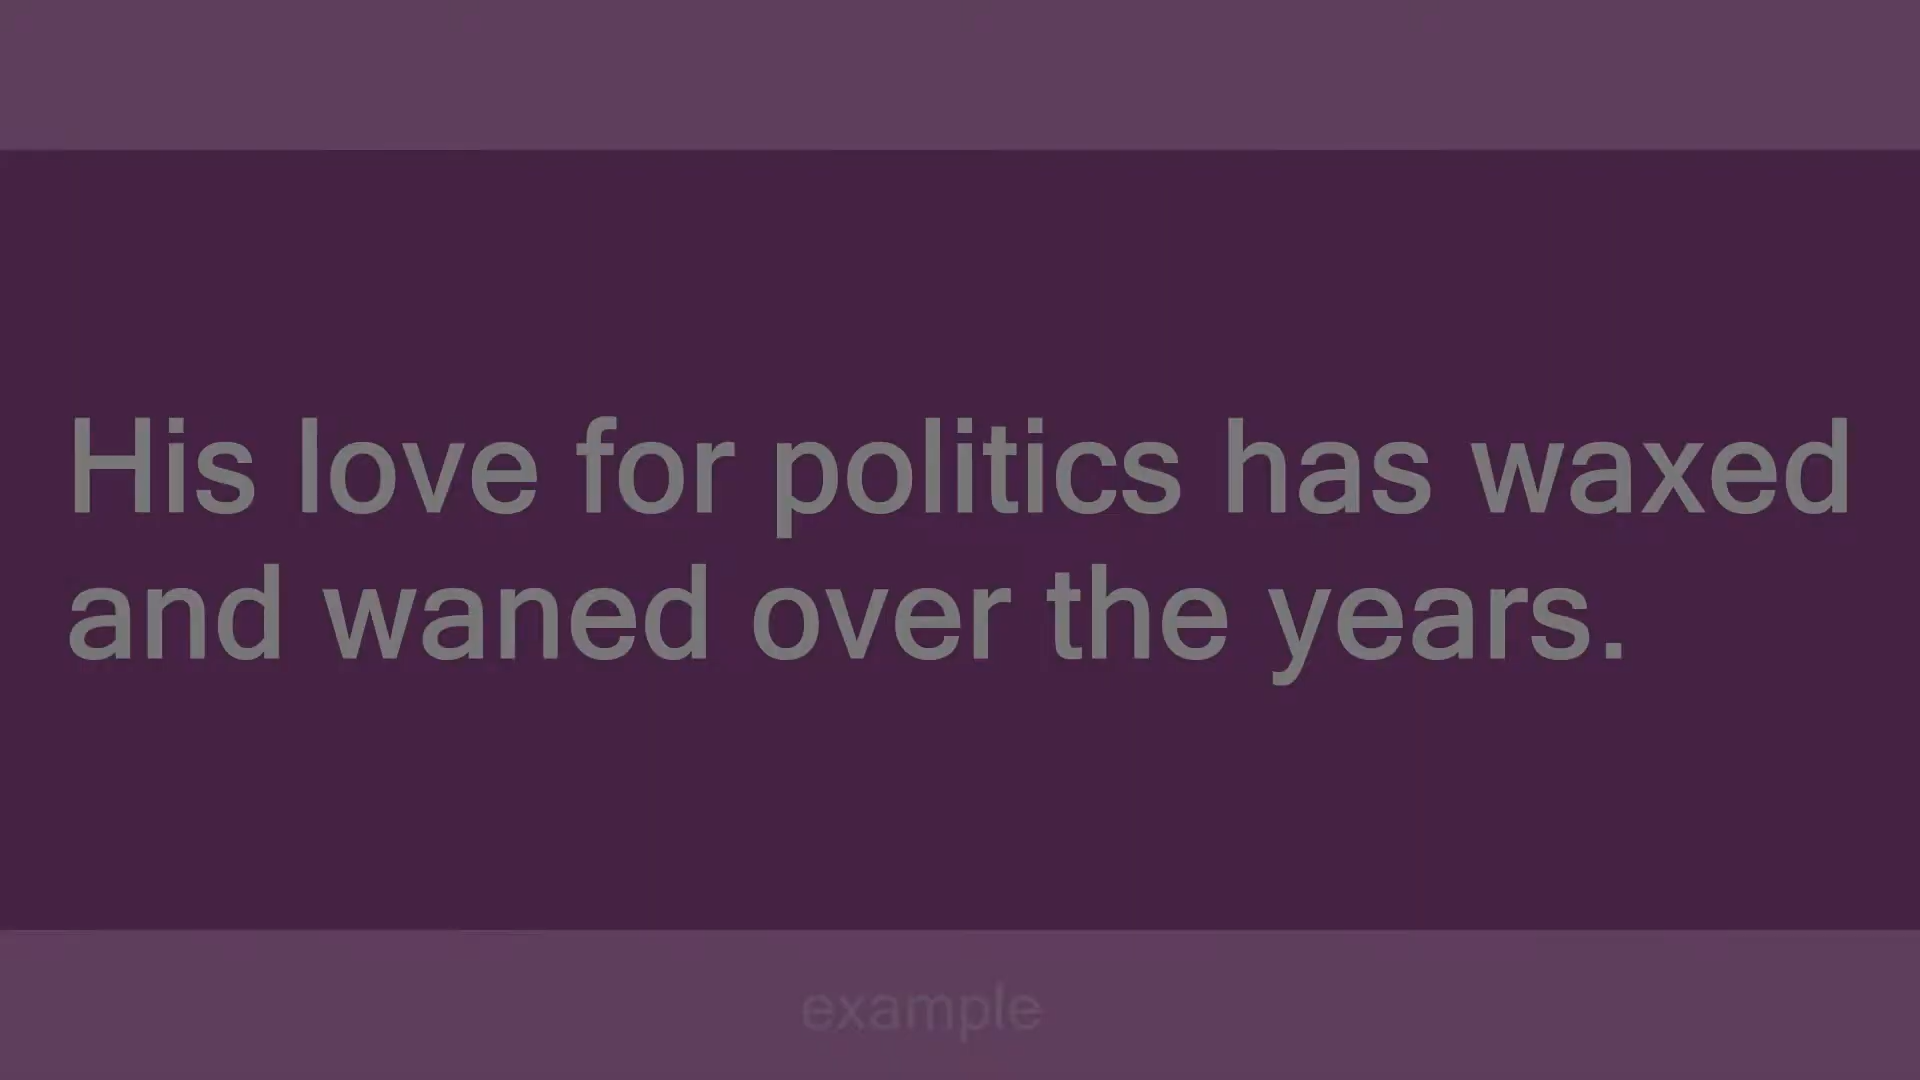 His love for politics has waxed
and waned over the years.
example